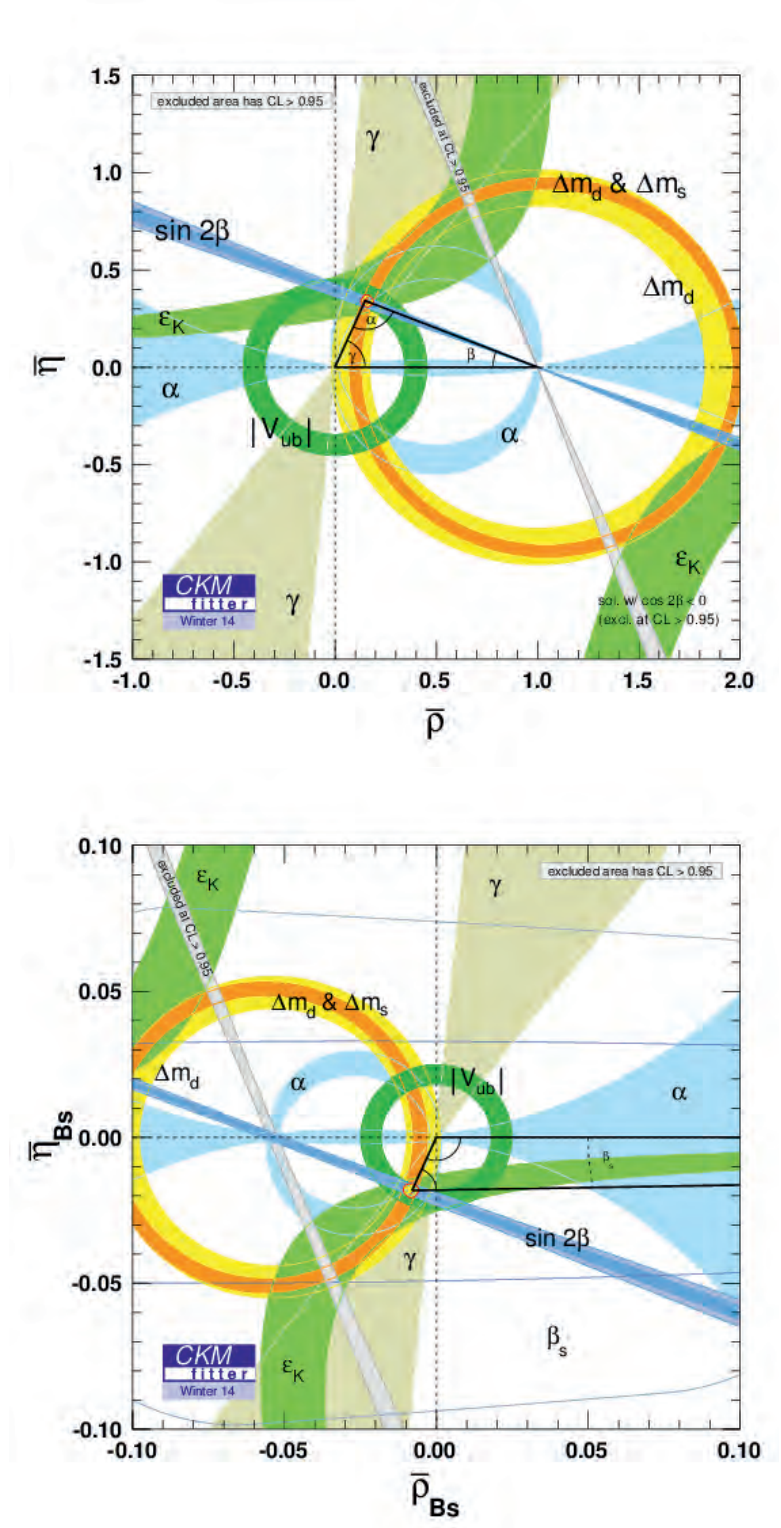 1.5
excluded area has CL > 0.95
excluded at CL > 0.95
γ
1.0
Δm_d & Δm_s
sin 2β
0.5
Δm_d
ε_K
α
β
γ
η̄
0.0
α
|V_ub|
α
-0.5
-1.0
ε_K
CKM
fitter
Winter 14
γ
sol. w/ cos 2β < 0
(excl. at CL > 0.95)
-1.5
-1.0 -0.5 0.0 0.5 1.0 1.5 2.0
ρ̄
0.10
excluded area has CL > 0.95
ε_K
excluded at CL > 0.95
γ
0.05
Δm_d & Δm_s
Δm_d
α
|V_ub|
α
η̄_Bs
0.00
β_s
γ
sin 2β
-0.05
β_s
CKM
fitter
Winter 14
ε_K
-0.10
-0.10 -0.05 0.00 0.05 0.10
ρ̄_Bs